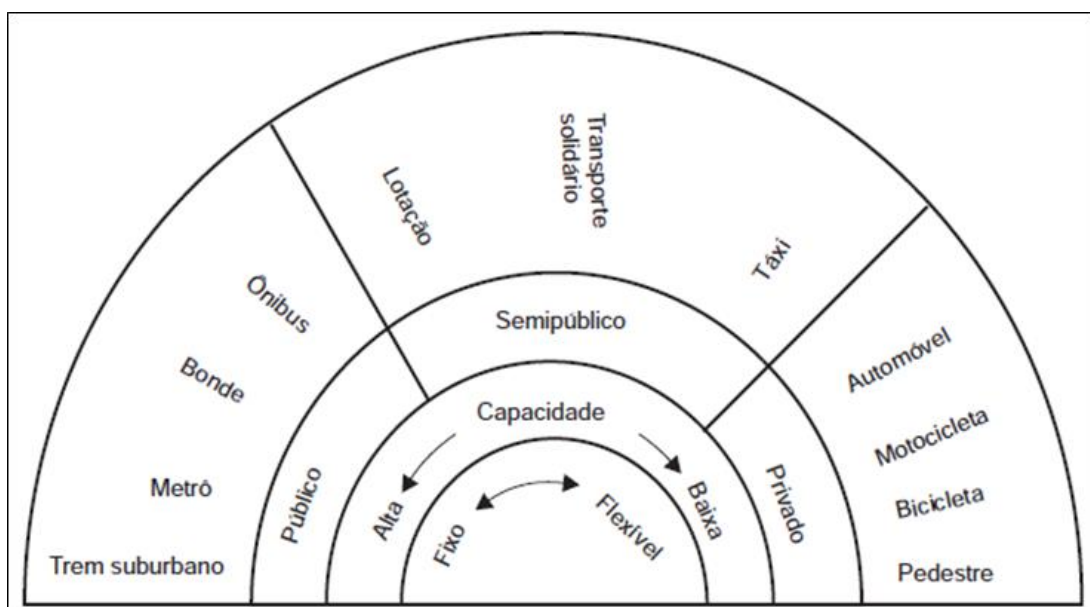 Transporte
solidário
Lotação
Táxi
Ônibus
Semipúblico
Bonde
Automóvel
Capacidade
Motocicleta
Metrô
Público
Alta
Baixa
Privado
Bicicleta
Fixo
Flexível
Trem suburbano
Pedestre